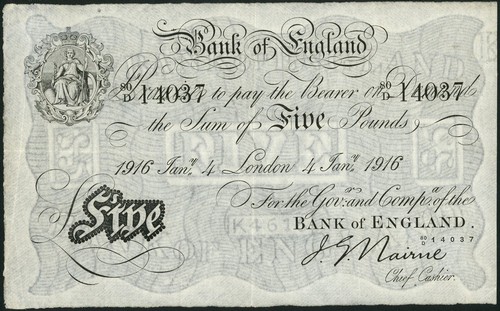 Bank of England
80/D 14037 to pay the Bearer on Demand 80/D 14037
the Sum of Five Pounds
1916 Jany. 4 London 4 Jany. 1916
For the Govr. and Compa. of the
BANK of ENGLAND.
80/D 14037
Five
J. G. Nairne
Chief Cashier.